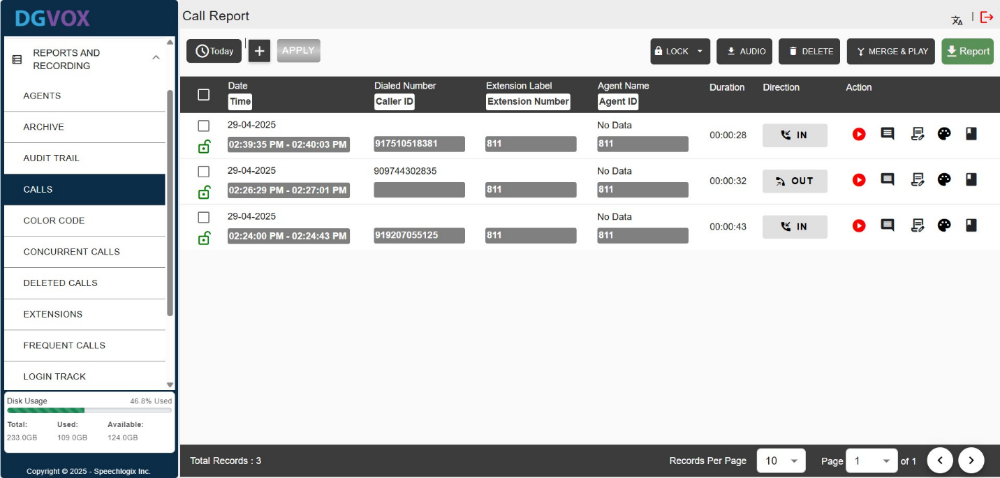 DGVOX
REPORTS AND
RECORDING
AGENTS
ARCHIVE
AUDIT TRAIL
CALLS
COLOR CODE
CONCURRENT CALLS
DELETED CALLS
EXTENSIONS
FREQUENT CALLS
LOGIN TRACK
Disk Usage 46.8% Used
Total: Used: Available:
233.0GB 109.0GB 124.0GB
Copyright © 2025 - Speechlogix Inc.
Call Report
Today + APPLY LOCK AUDIO DELETE MERGE & PLAY Report
Date Dialed Number Extension Label Agent Name Duration Direction Action
Time Caller ID Extension Number Agent ID
29-04-2025 No Data
02:39:35 PM - 02:40:03 PM 917510518381 811 811 00:00:28 IN
29-04-2025 909744302835 No Data
02:26:29 PM - 02:27:01 PM 811 811 00:00:32 OUT
29-04-2025 No Data
02:24:00 PM - 02:24:43 PM 919207055125 811 811 00:00:43 IN
Total Records : 3 Records Per Page 10 Page 1 of 1